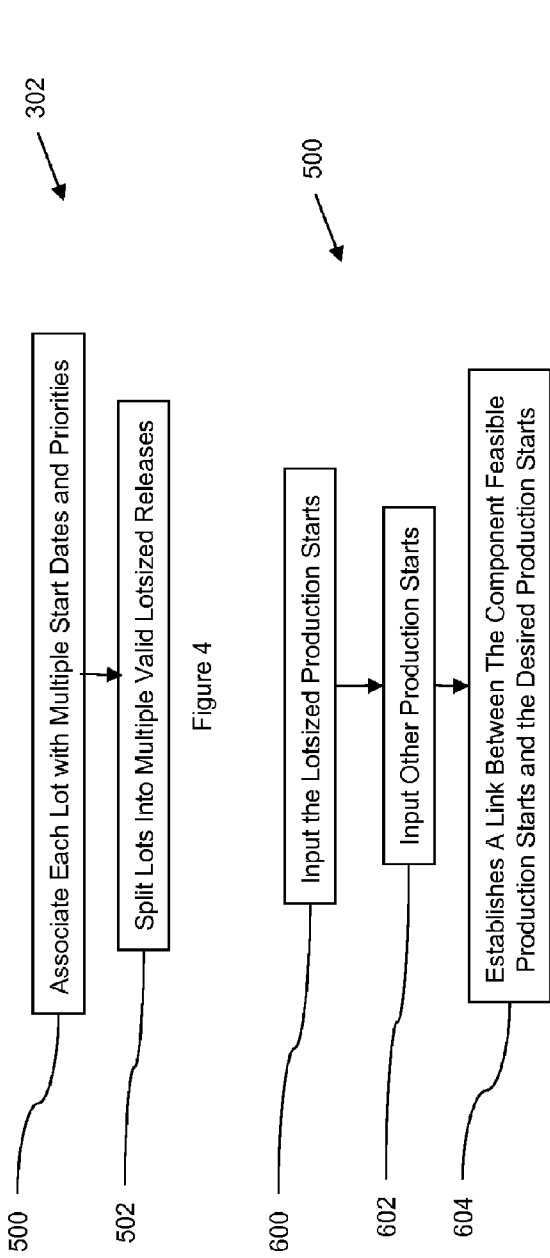 302
500
Associate Each Lot with Multiple Start Dates and Priorities
502
Split Lots Into Multiple Valid Lotsized Releases
Figure 4
500
600
Input the Lotsized Production Starts
602
Input Other Production Starts
604
Establishes A Link Between The Component Feasible
Production Starts and the Desired Production Starts